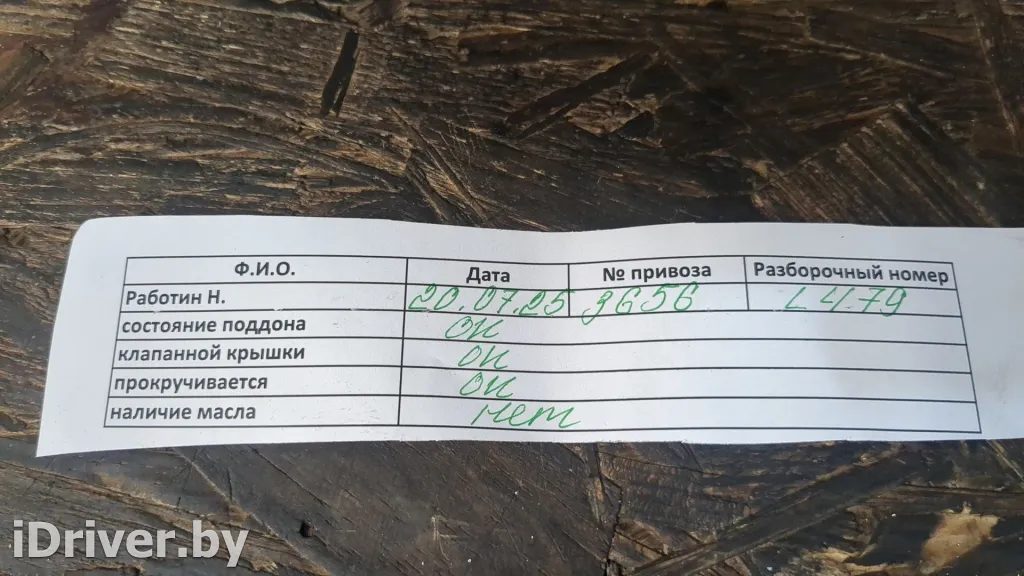 Ф.И.О. Дата № привоза Разборочный номер
Работин Н. 20.07.25 3656 L479
состояние поддона ОК
клапанной крышки ОК
прокручивается ОК
наличие масла нет
iDriver.by